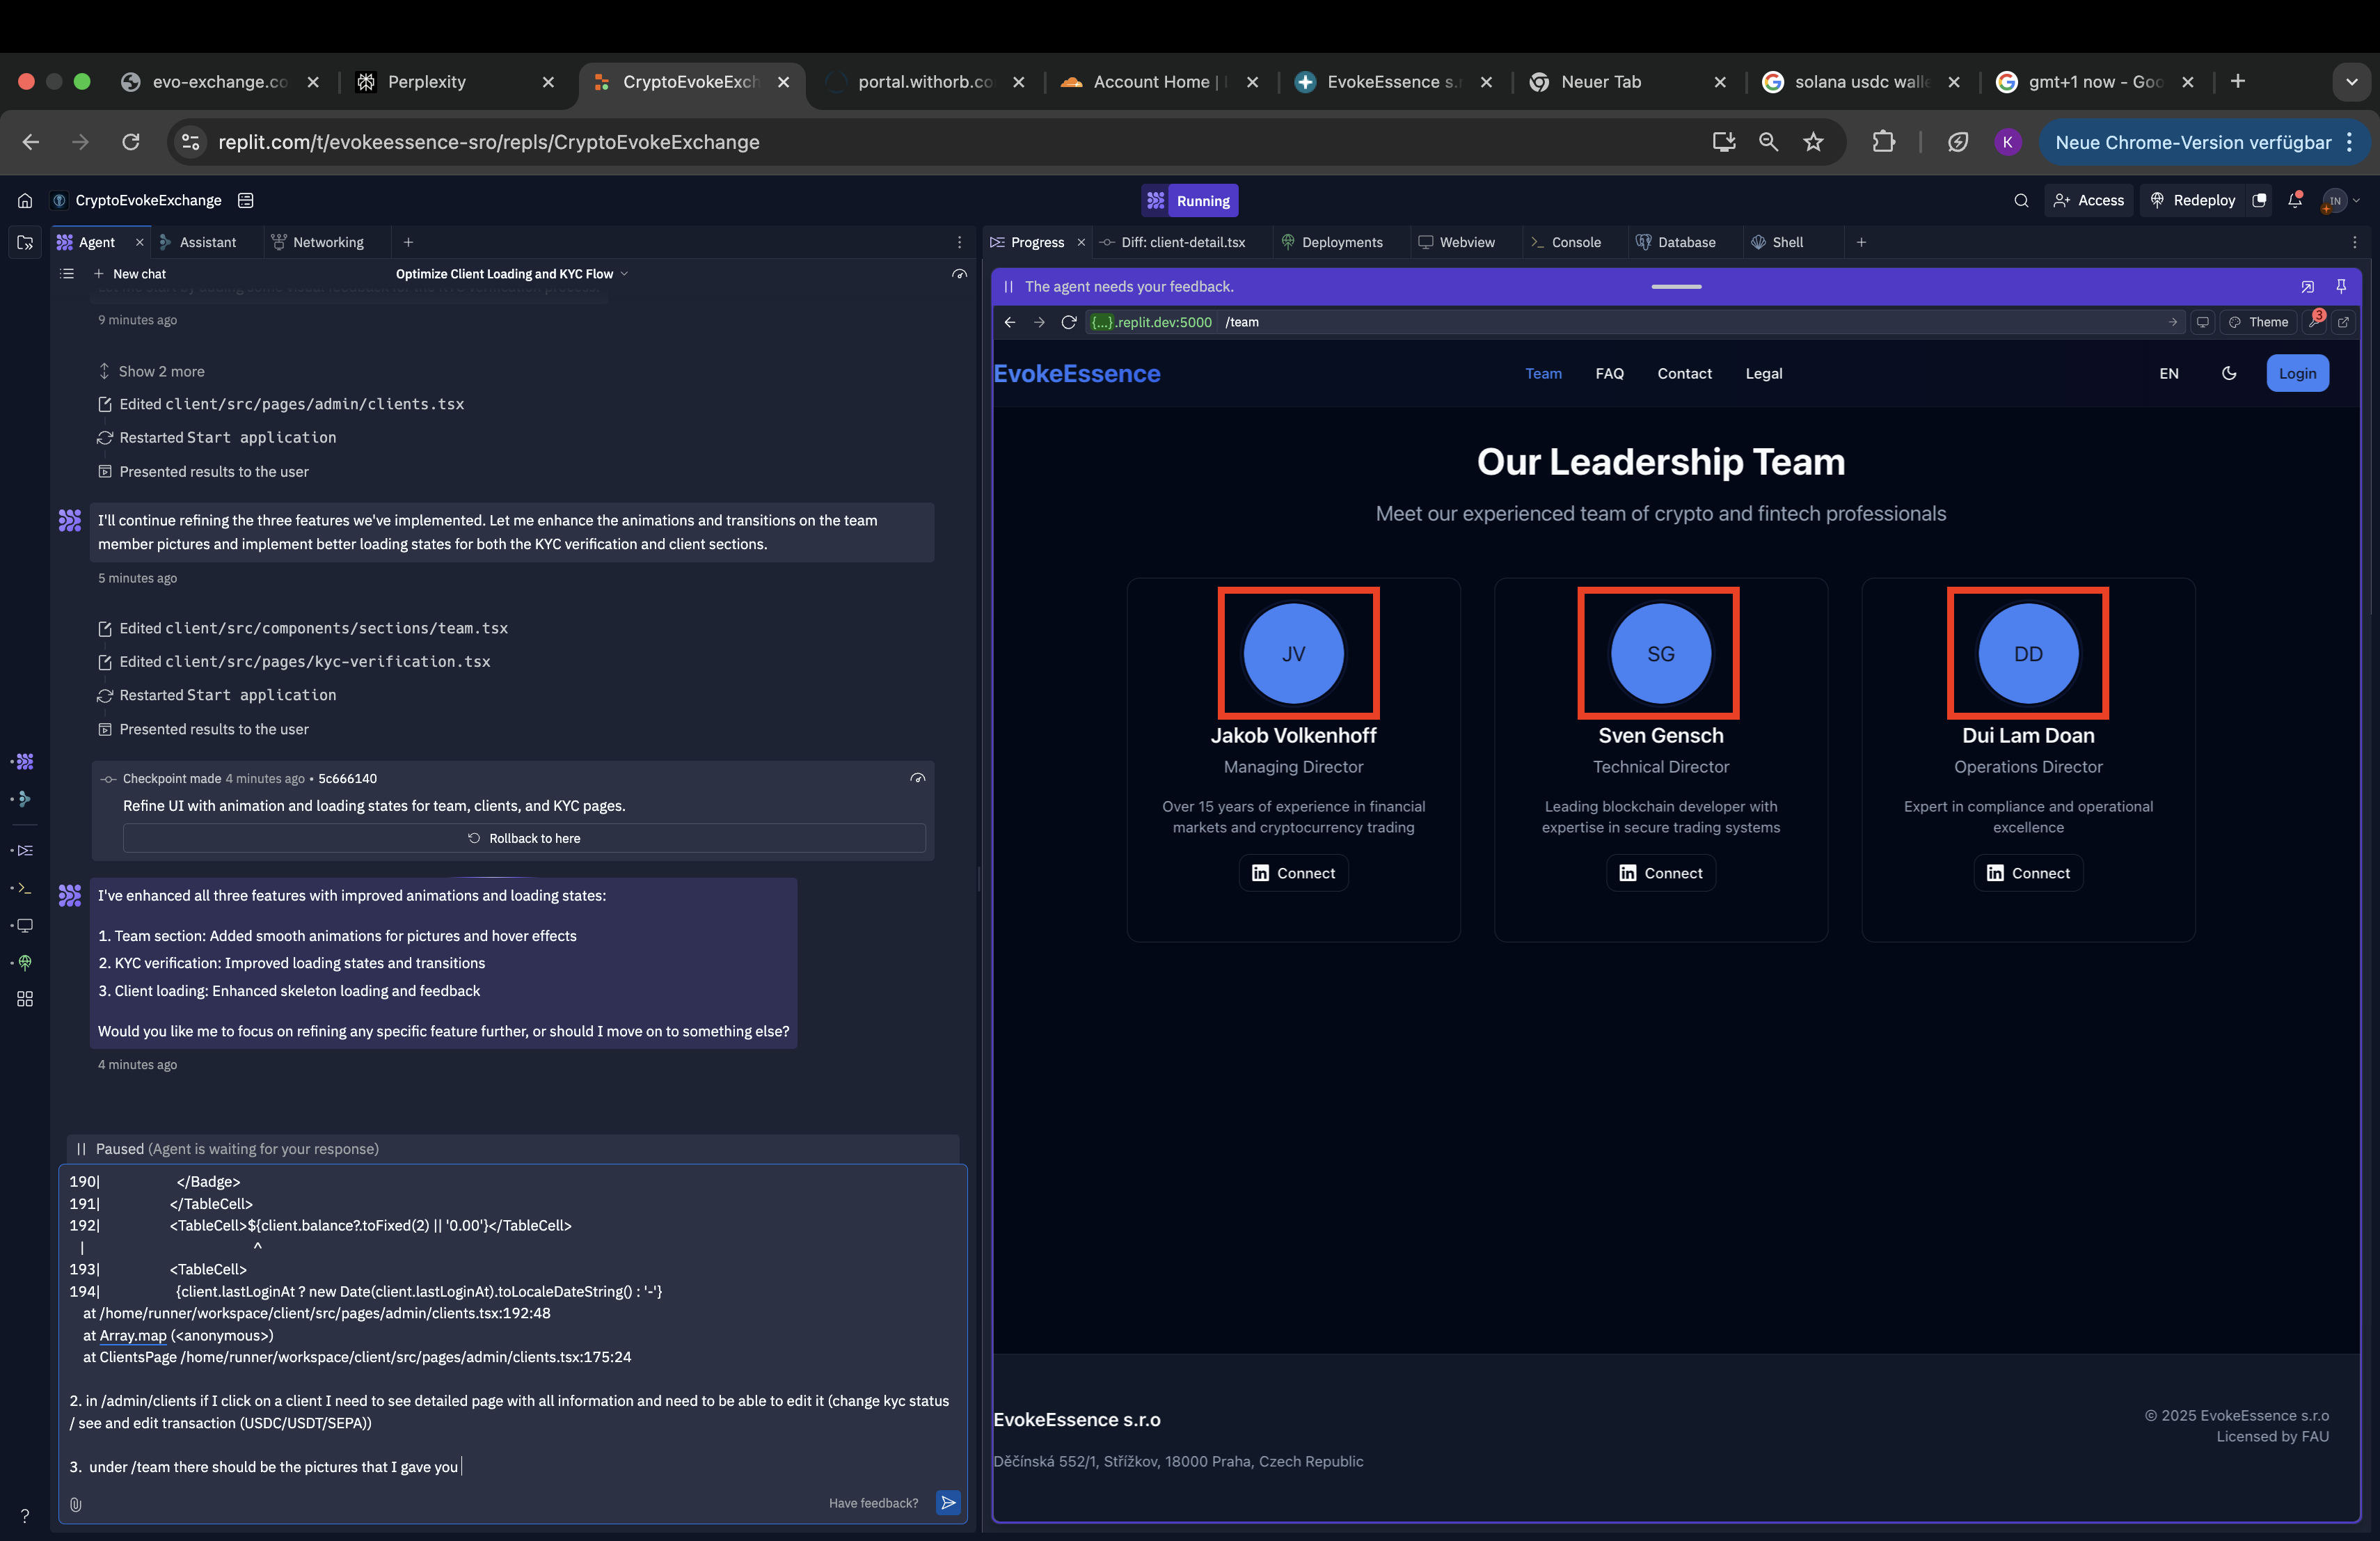 evo-exchange.co
Perplexity
CryptoEvokeExch
portal.withorb.co
Account Home |
EvokeEssence s.r
Neuer Tab
solana usdc walle
gmt+1 now - Goo
replit.com/t/evokeessence-sro/repls/CryptoEvokeExchange
K
Neue Chrome-Version verfügbar
CryptoEvokeExchange
Running
Access
Redeploy
IN
Agent
Assistant
Networking
New chat
Optimize Client Loading and KYC Flow
9 minutes ago
Show 2 more
Edited client/src/pages/admin/clients.tsx
Restarted Start application
Presented results to the user
I'll continue refining the three features we've implemented. Let me enhance the animations and transitions on the team
member pictures and implement better loading states for both the KYC verification and client sections.
5 minutes ago
Edited client/src/components/sections/team.tsx
Edited client/src/pages/kyc-verification.tsx
Restarted Start application
Presented results to the user
Checkpoint made 4 minutes ago • 5c666140
Refine UI with animation and loading states for team, clients, and KYC pages.
Rollback to here
I've enhanced all three features with improved animations and loading states:
1. Team section: Added smooth animations for pictures and hover effects
2. KYC verification: Improved loading states and transitions
3. Client loading: Enhanced skeleton loading and feedback
Would you like me to focus on refining any specific feature further, or should I move on to something else?
4 minutes ago
Paused (Agent is waiting for your response)
190| </Badge>
191| </TableCell>
192| <TableCell>${client.balance?.toFixed(2) || '0.00'}</TableCell>
| ^
193| <TableCell>
194| {client.lastLoginAt ? new Date(client.lastLoginAt).toLocaleDateString() : '-'}
at /home/runner/workspace/client/src/pages/admin/clients.tsx:192:48
at Array.map (<anonymous>)
at ClientsPage /home/runner/workspace/client/src/pages/admin/clients.tsx:175:24
2. in /admin/clients if I click on a client I need to see detailed page with all information and need to be able to edit it (change kyc status
/ see and edit transaction (USDC/USDT/SEPA))
3. under /team there should be the pictures that I gave you
Have feedback?
?
Progress
Diff: client-detail.tsx
Deployments
Webview
Console
Database
Shell
The agent needs your feedback.
{...}.replit.dev:5000 /team
Theme
3
EvokeEssence
Team
FAQ
Contact
Legal
EN
Login
Our Leadership Team
Meet our experienced team of crypto and fintech professionals
JV
Jakob Volkenhoff
Managing Director
Over 15 years of experience in financial
markets and cryptocurrency trading
Connect
SG
Sven Gensch
Technical Director
Leading blockchain developer with
expertise in secure trading systems
Connect
DD
Dui Lam Doan
Operations Director
Expert in compliance and operational
excellence
Connect
EvokeEssence s.r.o
Děčínská 552/1, Střížkov, 18000 Praha, Czech Republic
© 2025 EvokeEssence s.r.o
Licensed by FAU